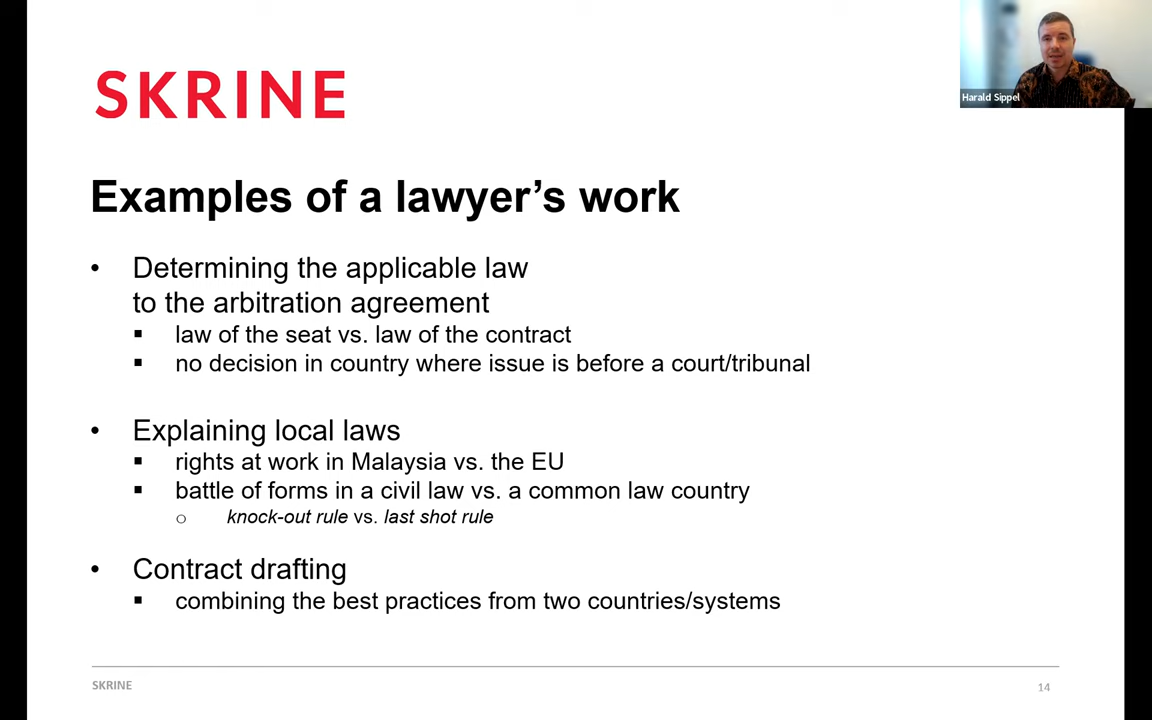 Harald Sippel
SKRINE
Examples of a lawyer’s work
• Determining the applicable law
to the arbitration agreement
▪ law of the seat vs. law of the contract
▪ no decision in country where issue is before a court/tribunal
• Explaining local laws
▪ rights at work in Malaysia vs. the EU
▪ battle of forms in a civil law vs. a common law country
○ knock-out rule vs. last shot rule
• Contract drafting
▪ combining the best practices from two countries/systems
SKRINE
14